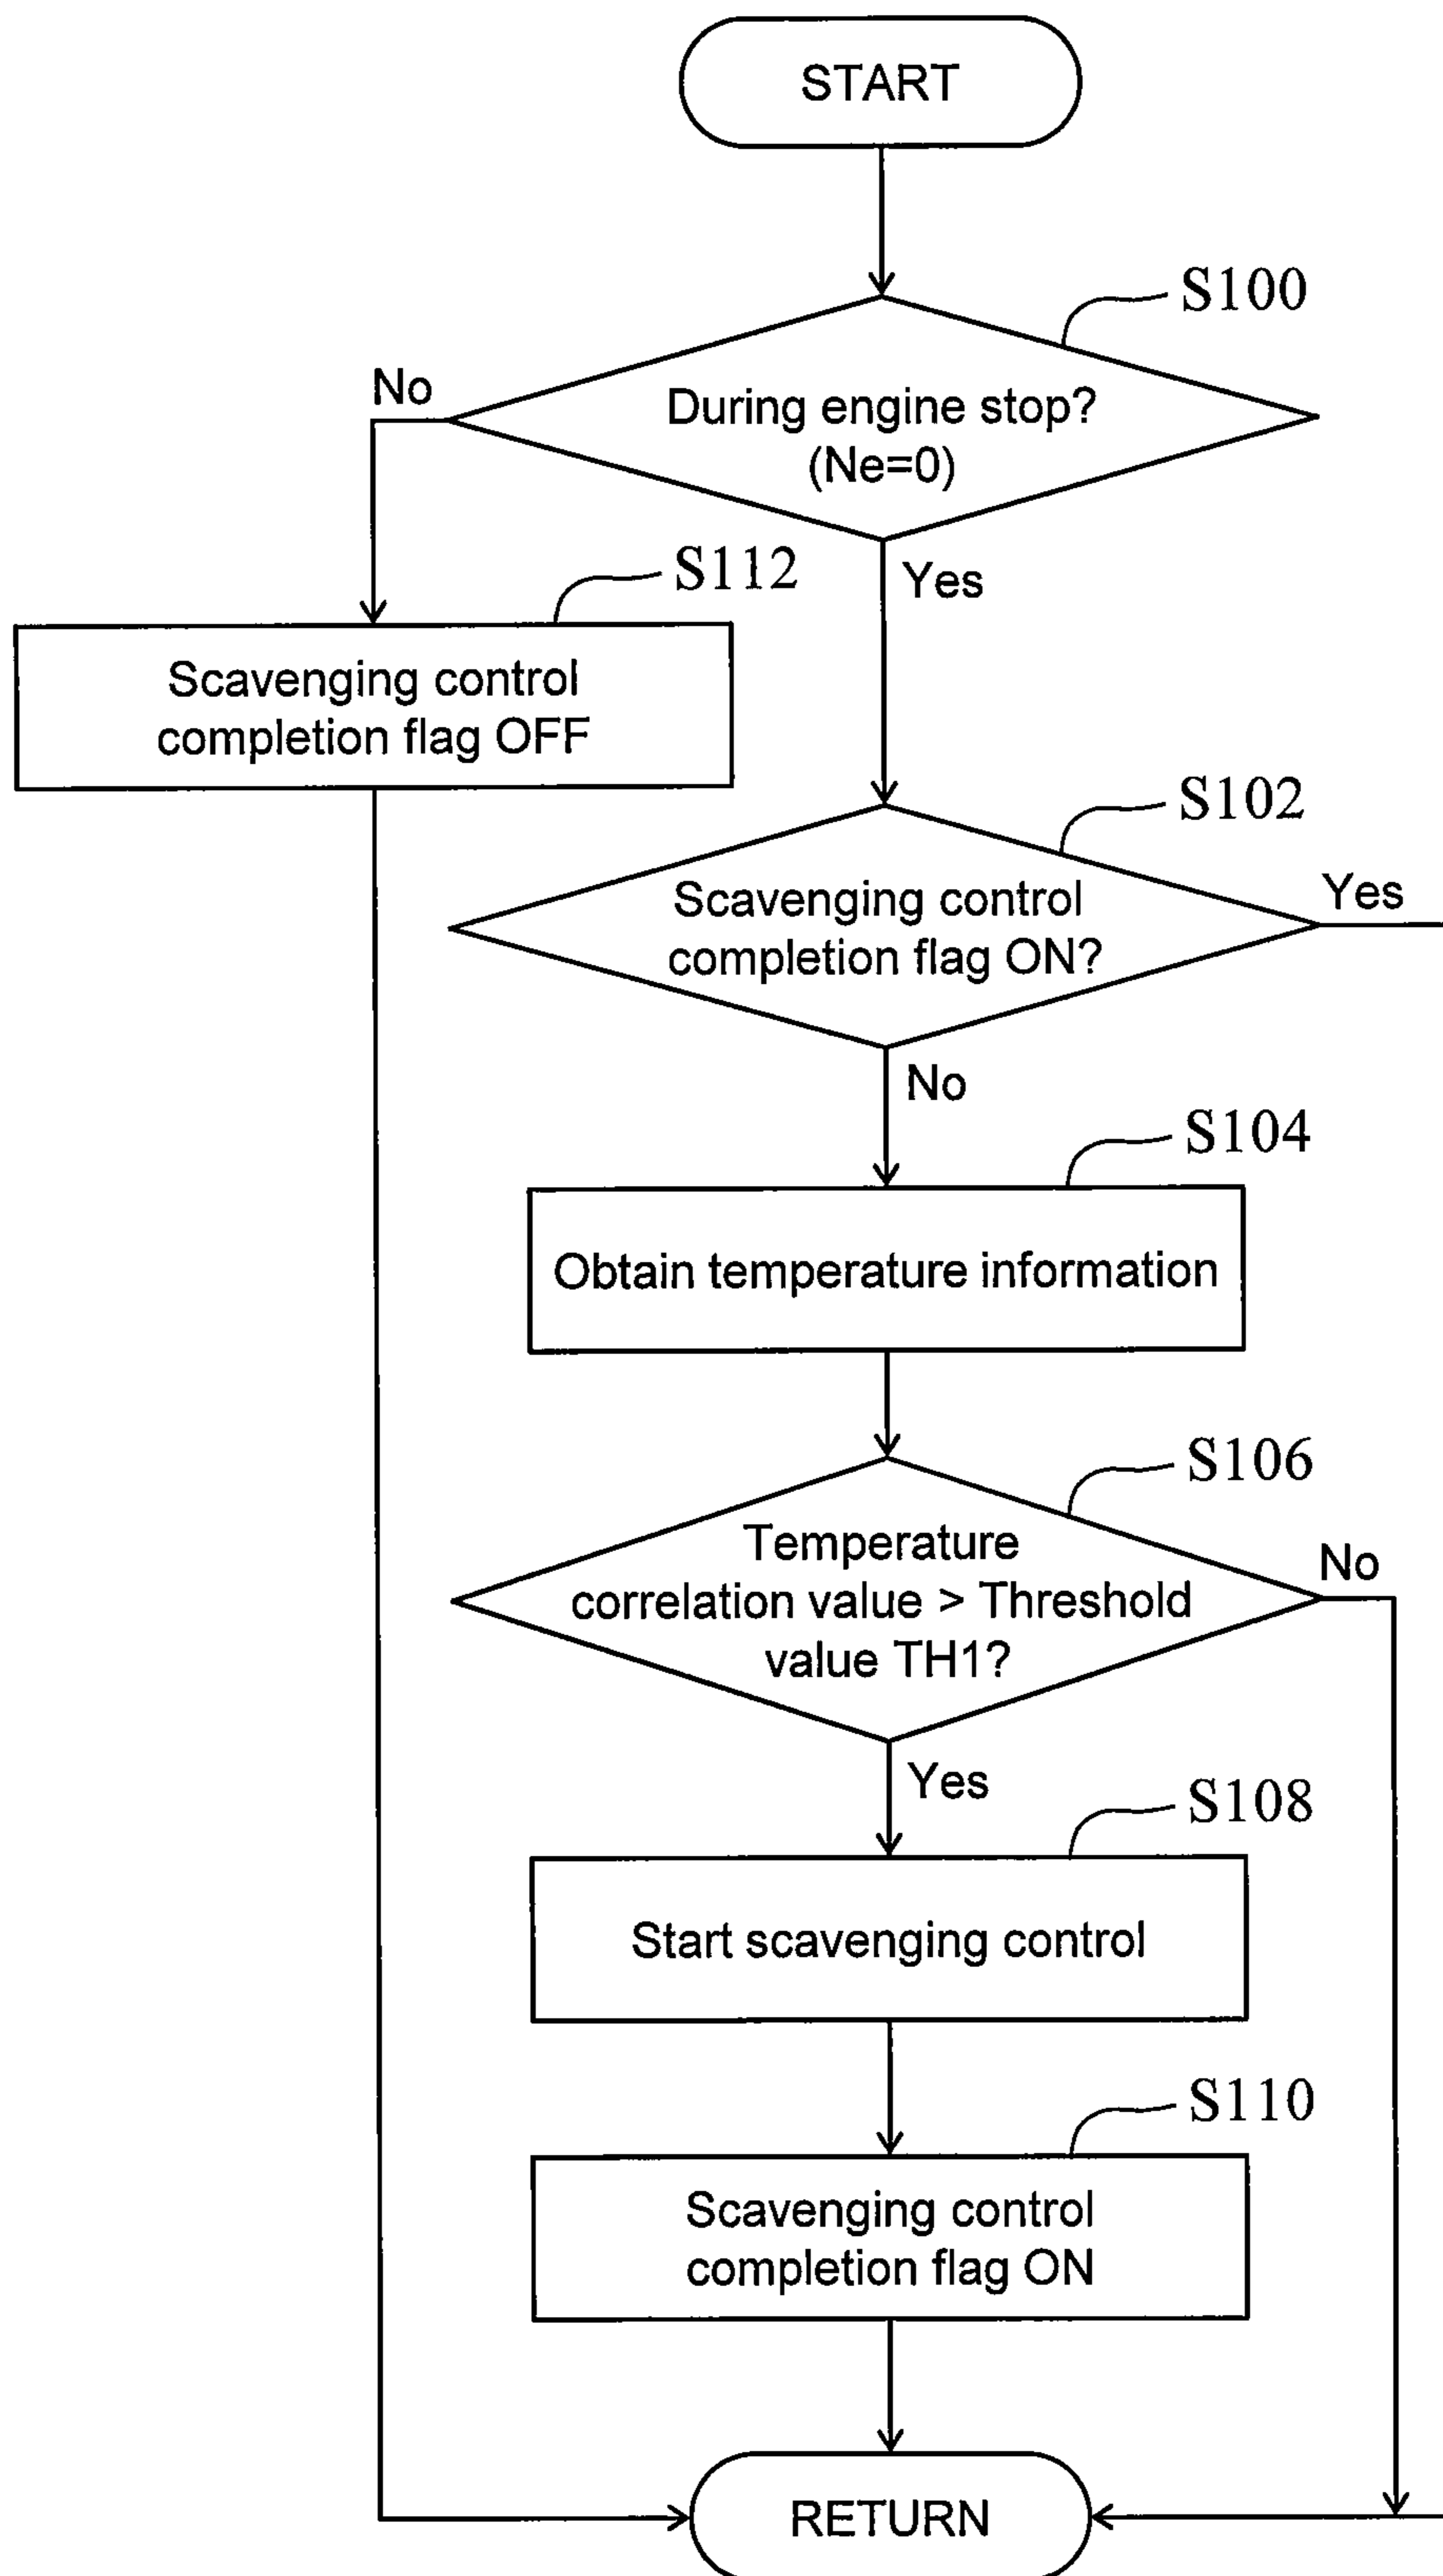 START
S100
No
During engine stop?
(Ne=0)
S112
Yes
Scavenging control
completion flag OFF
S102
Scavenging control
completion flag ON?
Yes
No
S104
Obtain temperature information
S106
Temperature
correlation value > Threshold
value TH1?
No
Yes
S108
Start scavenging control
S110
Scavenging control
completion flag ON
RETURN